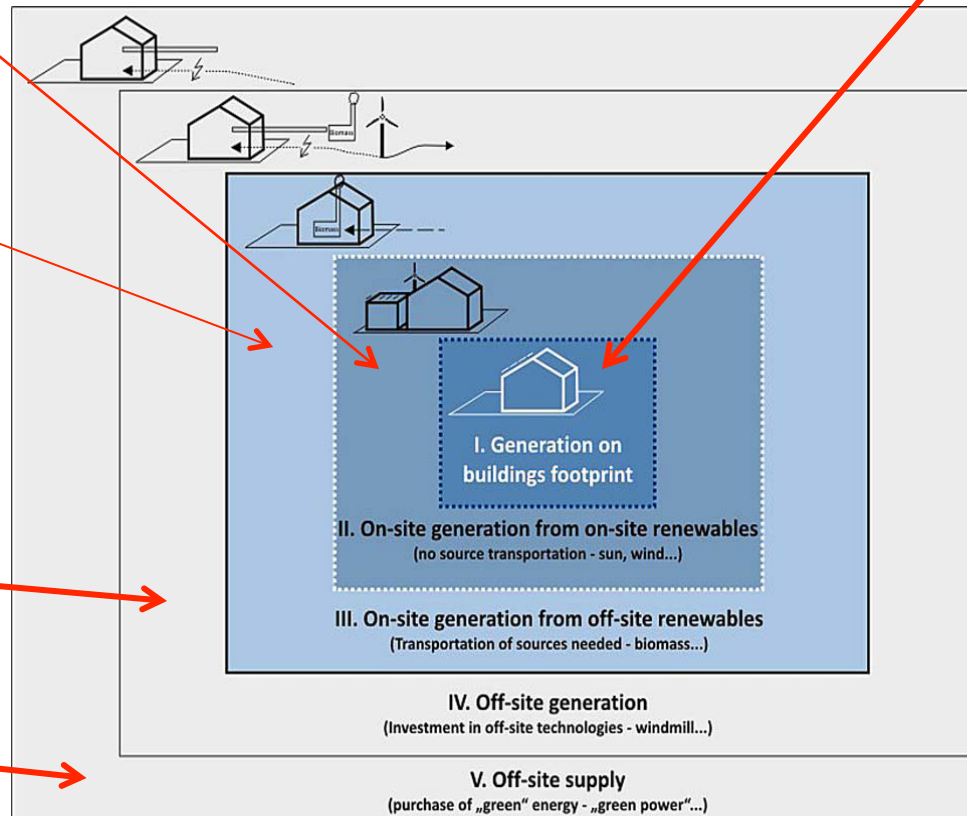 Biomass
Biomass
I. Generation on
buildings footprint
II. On-site generation from on-site renewables
(no source transportation - sun, wind...)
III. On-site generation from off-site renewables
(Transportation of sources needed - biomass...)
IV. Off-site generation
(Investment in off-site technologies - windmill...)
V. Off-site supply
(purchase of „green“ energy - „green power“...)